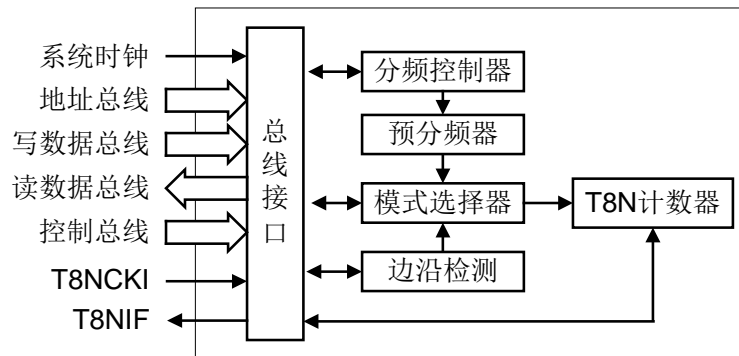 系统时钟
地址总线
写数据总线
读数据总线
控制总线
T8NCKI
T8NIF
总线接口
分频控制器
预分频器
模式选择器
边沿检测
T8N计数器